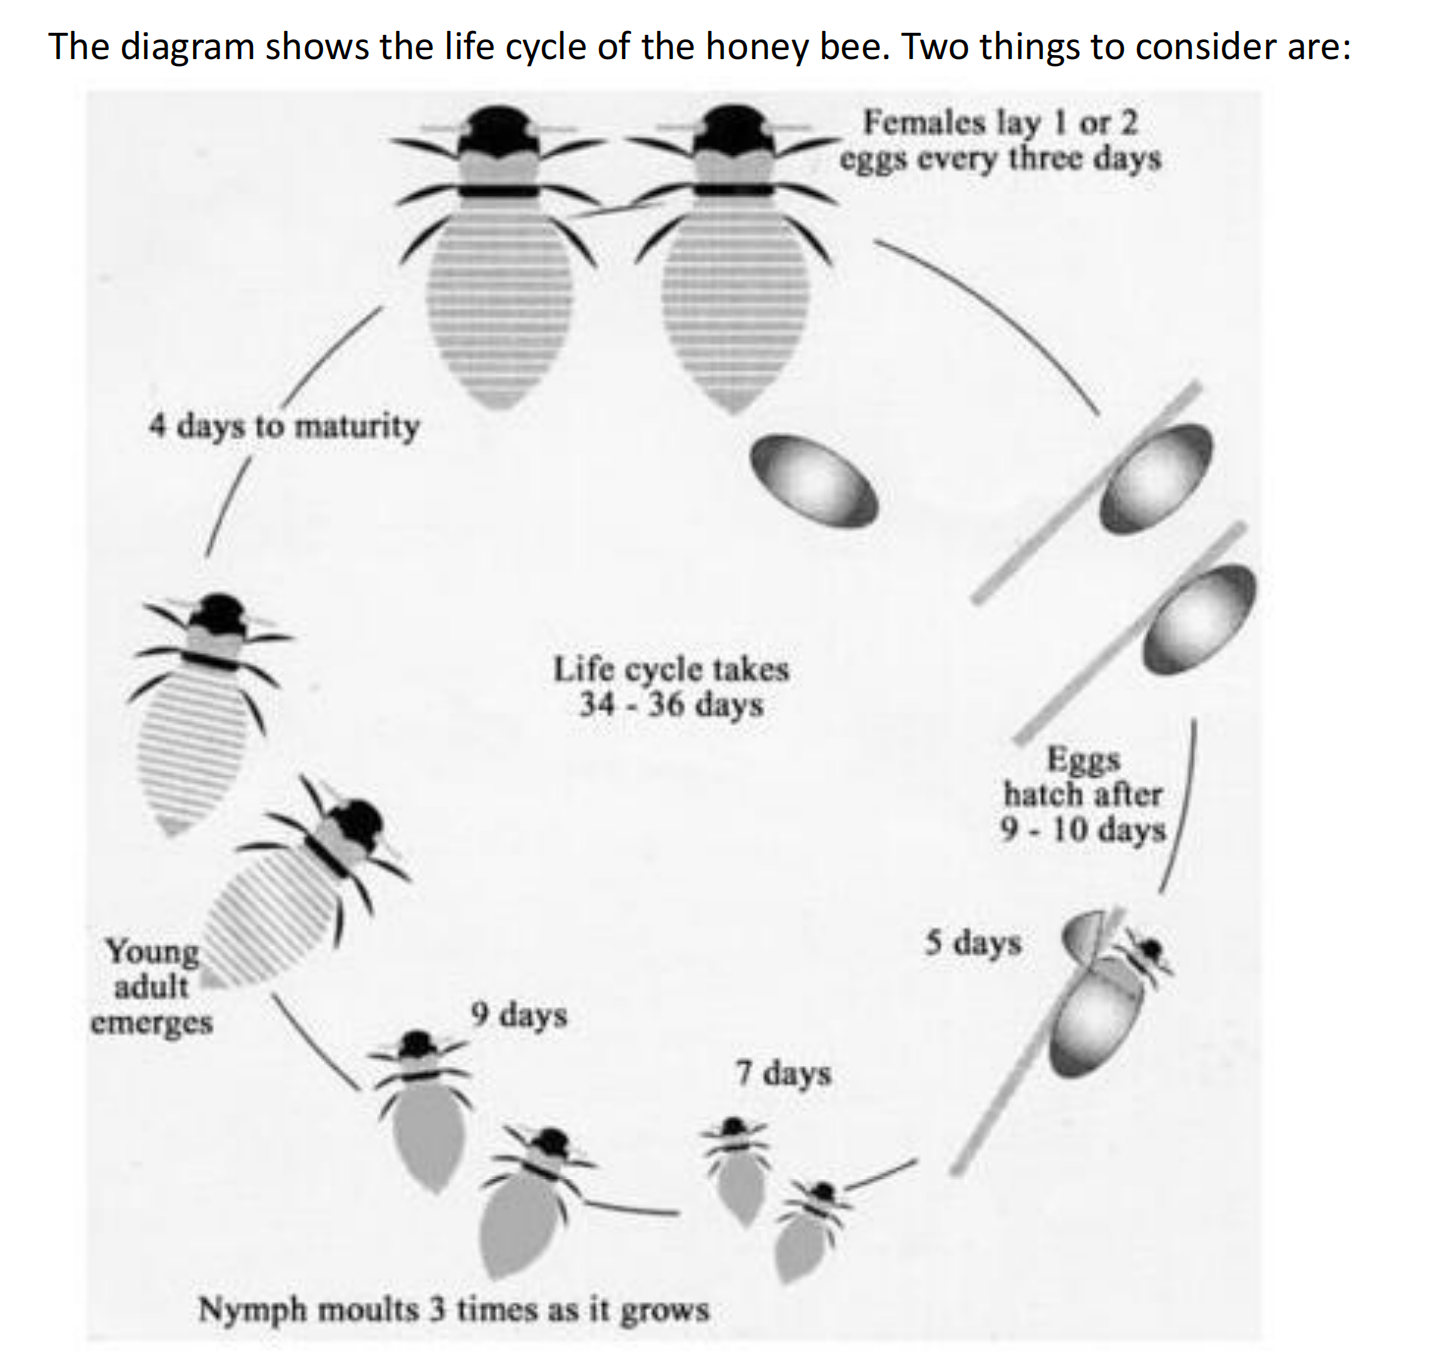 The diagram shows the life cycle of the honey bee. Two things to consider are:
Females lay 1 or 2
eggs every three days
4 days to maturity
Life cycle takes
34 - 36 days
Eggs
hatch after
9 - 10 days
5 days
Young
adult
emerges
9 days
7 days
Nymph moults 3 times as it grows